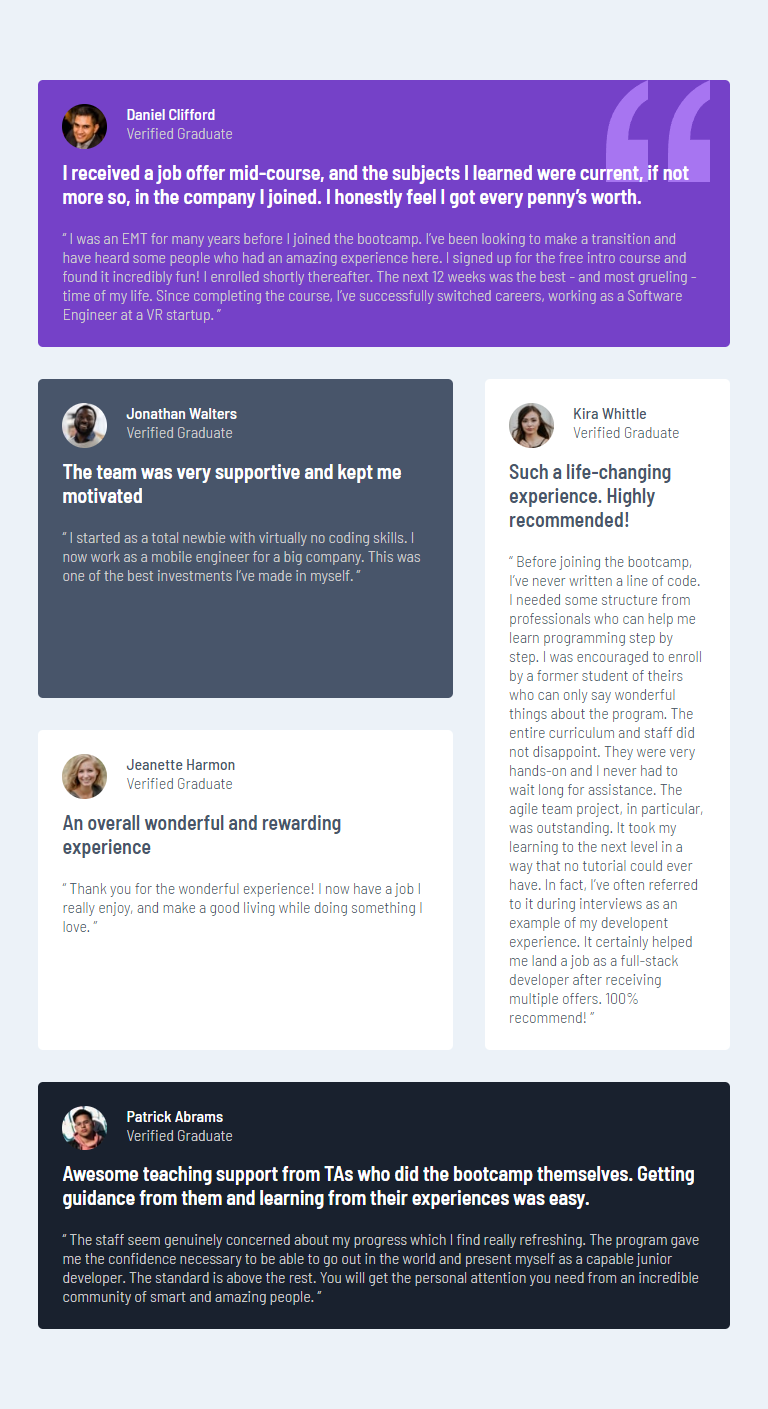 Daniel Clifford
Verified Graduate
I received a job offer mid-course, and the subjects I learned were current, if not
more so, in the company I joined. I honestly feel I got every penny’s worth.
“ I was an EMT for many years before I joined the bootcamp. I’ve been looking to make a transition and
have heard some people who had an amazing experience here. I signed up for the free intro course and
found it incredibly fun! I enrolled shortly thereafter. The next 12 weeks was the best - and most grueling -
time of my life. Since completing the course, I’ve successfully switched careers, working as a Software
Engineer at a VR startup. ”
Jonathan Walters
Verified Graduate
The team was very supportive and kept me
motivated
“ I started as a total newbie with virtually no coding skills. I
now work as a mobile engineer for a big company. This was
one of the best investments I’ve made in myself. “
Kira Whittle
Verified Graduate
Such a life-changing
experience. Highly
recommended!
“ Before joining the bootcamp,
I’ve never written a line of code.
I needed some structure from
professionals who can help me
learn programming step by
step. I was encouraged to enroll
by a former student of theirs
who can only say wonderful
things about the program. The
entire curriculum and staff did
not disappoint. They were very
hands-on and I never had to
wait long for assistance. The
agile team project, in particular,
was outstanding. It took my
learning to the next level in a
way that no tutorial could ever
have. In fact, I’ve often referred
to it during interviews as an
example of my developent
experience. It certainly helped
me land a job as a full-stack
developer after receiving
multiple offers. 100%
recommend! ”
Jeanette Harmon
Verified Graduate
An overall wonderful and rewarding
experience
“ Thank you for the wonderful experience! I now have a job I
really enjoy, and make a good living while doing something I
love. ”
Patrick Abrams
Verified Graduate
Awesome teaching support from TAs who did the bootcamp themselves. Getting
guidance from them and learning from their experiences was easy.
“ The staff seem genuinely concerned about my progress which I find really refreshing. The program gave
me the confidence necessary to be able to go out in the world and present myself as a capable junior
developer. The standard is above the rest. You will get the personal attention you need from an incredible
community of smart and amazing people. ”